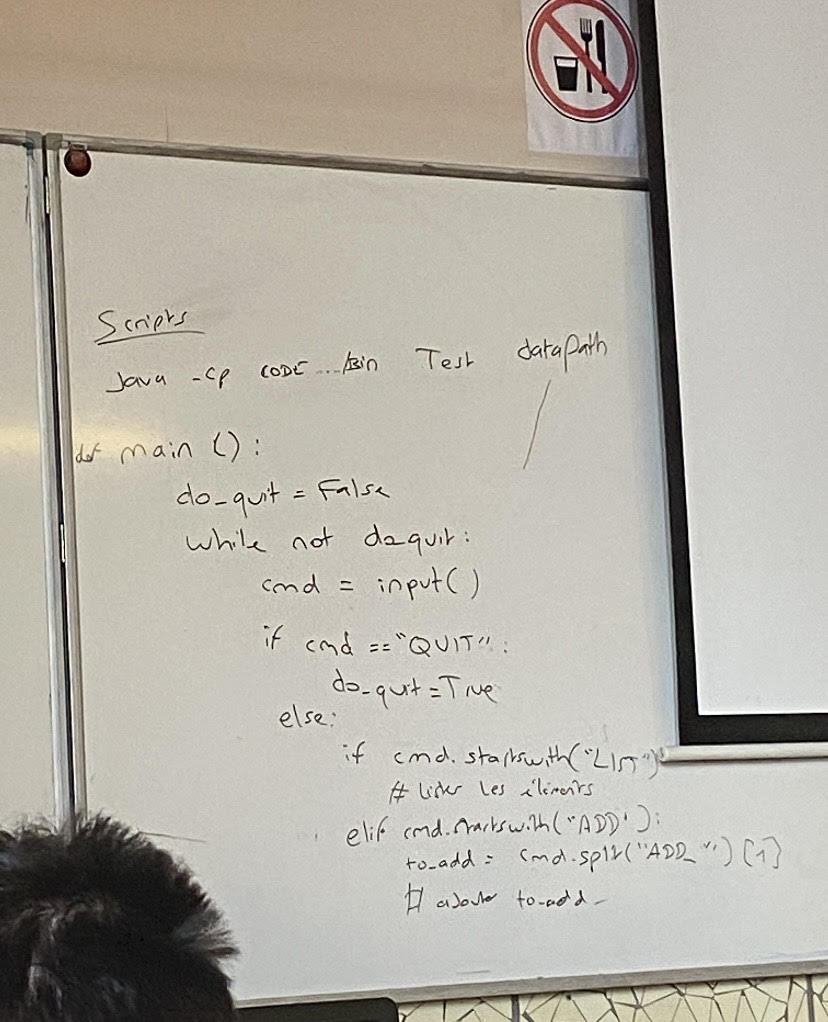 Scripts
Java -cp CODE.../Bin Test dataPath
def main ():
do_quit = False
while not do_quit:
cmd = input()
if cmd == "QUIT":
do_quit = True
else:
if cmd.startswith("LIST")
# lister les éléments
elif cmd.startswith("ADD"):
to_add = cmd.split("ADD_")[1]
# ajouter to_add